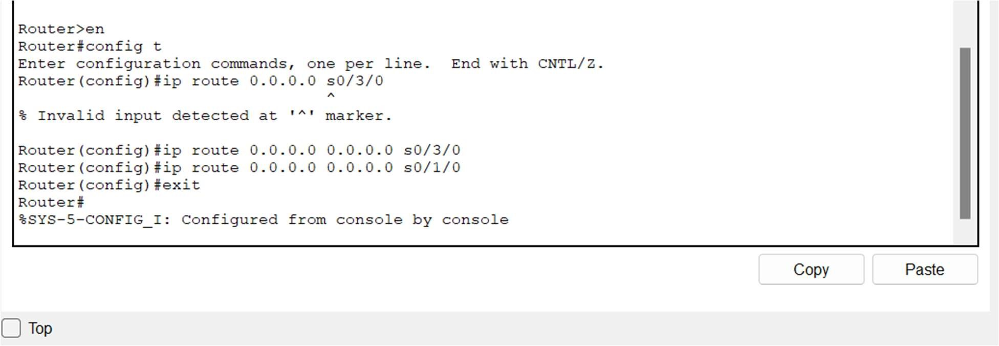 Router>en
Router#config t
Enter configuration commands, one per line.  End with CNTL/Z.
Router(config)#ip route 0.0.0.0 s0/3/0
^
% Invalid input detected at '^' marker.
Router(config)#ip route 0.0.0.0 0.0.0.0 s0/3/0
Router(config)#ip route 0.0.0.0 0.0.0.0 s0/1/0
Router(config)#exit
Router#
%SYS-5-CONFIG_I: Configured from console by console
Copy Paste
Top